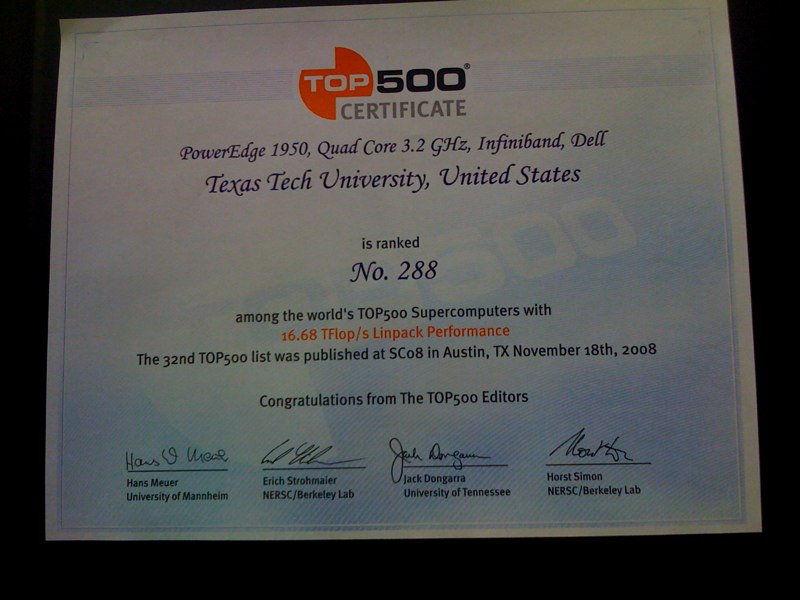 TOP500®
CERTIFICATE
PowerEdge 1950, Quad Core 3.2 GHz, Infiniband, Dell
Texas Tech University, United States
is ranked
No. 288
among the world's TOP500 Supercomputers with
16.68 TFlop/s Linpack Performance
The 32nd TOP500 list was published at SC08 in Austin, TX November 18th, 2008
Congratulations from The TOP500 Editors
Hans Meuer
University of Mannheim
Erich Strohmaier
NERSC/Berkeley Lab
Jack Dongarra
University of Tennessee
Horst Simon
NERSC/Berkeley Lab